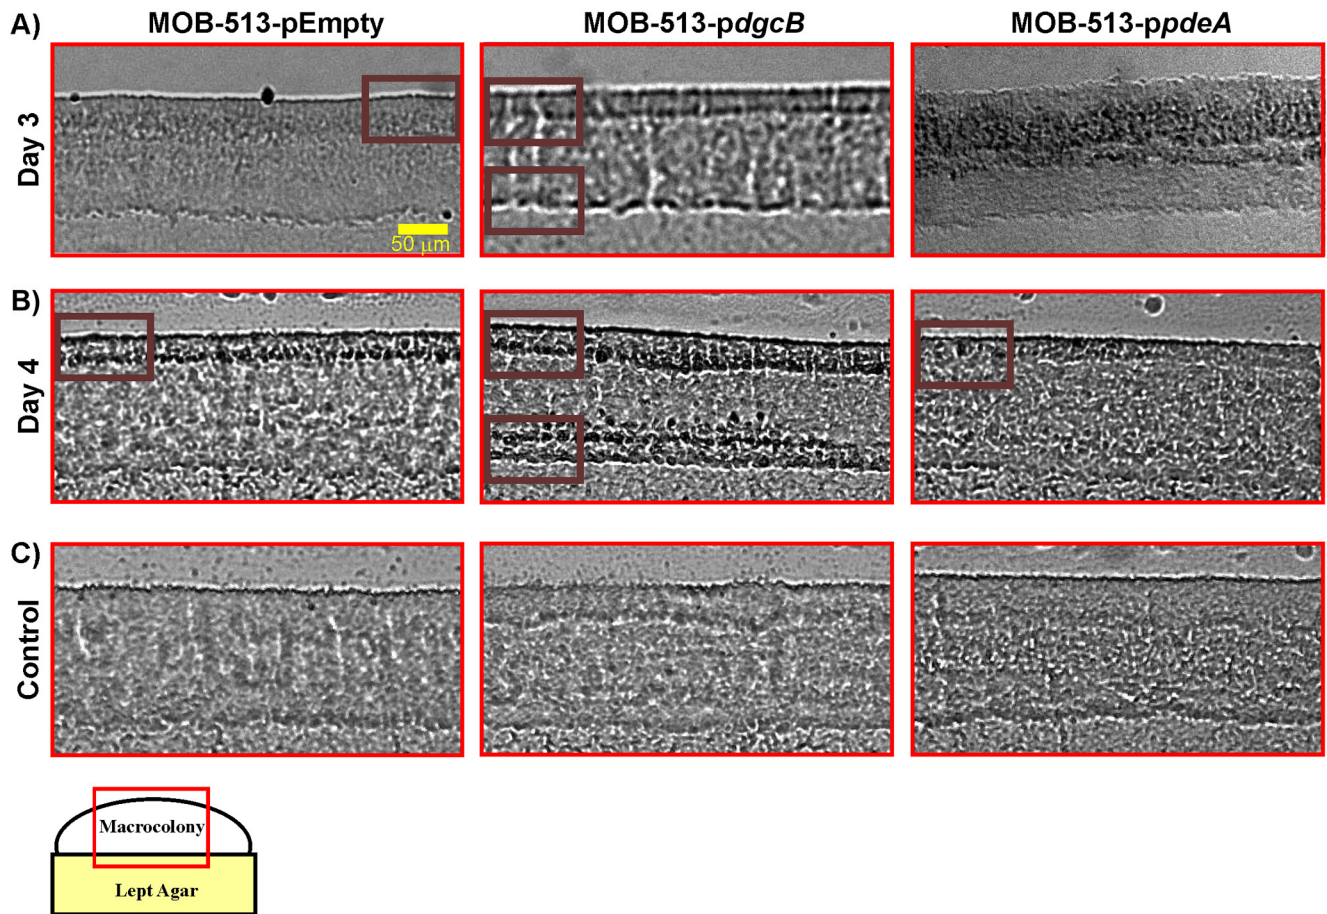 A) MOB-513-pEmpty MOB-513-pdgcB MOB-513-ppdeA
Day 3
50 μm
B)
Day 4
C)
Control
Macrocolony
Lept Agar